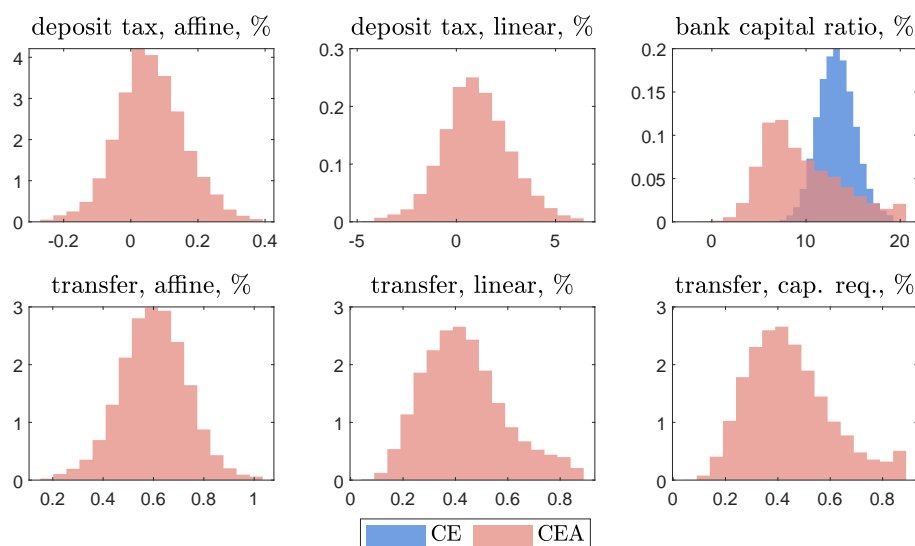 deposit tax, affine, %
4
3
2
1
0
-0.2 0 0.2 0.4
deposit tax, linear, %
0.3
0.2
0.1
0
-5 0 5
bank capital ratio, %
0.2
0.15
0.1
0.05
0
0 10 20
transfer, affine, %
3
2
1
0
0.2 0.4 0.6 0.8 1
transfer, linear, %
3
2
1
0
0 0.2 0.4 0.6 0.8
transfer, cap. req., %
3
2
1
0
0 0.2 0.4 0.6 0.8
CE CEA